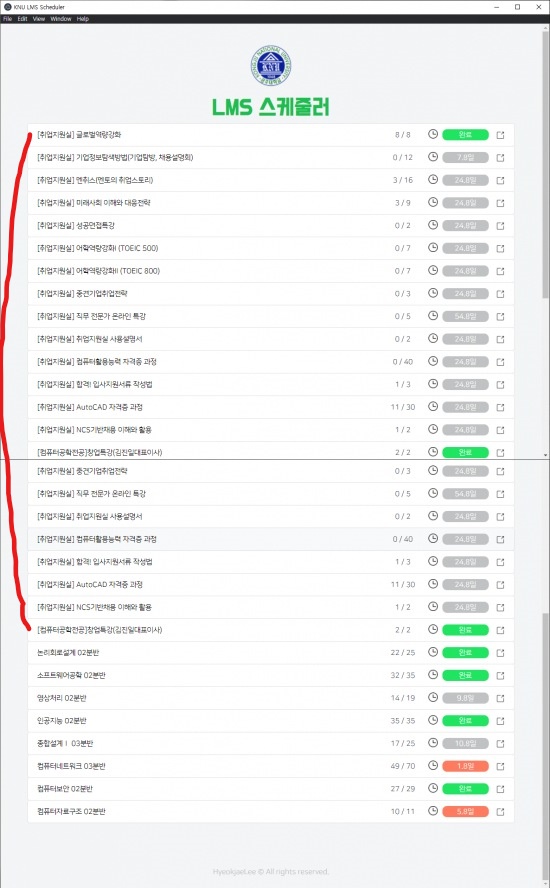 KNU LMS Scheduler
File Edit View Window Help
LMS 스케줄러
[취업지원실] 글로벌역량강화 8 / 8 완료
[취업지원실] 기업정보탐색방법(기업탐방, 채용설명회) 0 / 12 7.8일
[취업지원실] 멘취스(멘토의 취업스토리) 3 / 16 24.8일
[취업지원실] 미래사회 이해와 대응전략 3 / 9 24.8일
[취업지원실] 성공면접특강 0 / 2 24.8일
[취업지원실] 어학역량강화I (TOEIC 500) 0 / 7 24.8일
[취업지원실] 어학역량강화II (TOEIC 800) 0 / 7 24.8일
[취업지원실] 중견기업취업전략 0 / 3 24.8일
[취업지원실] 직무 전문가 온라인 특강 0 / 5 54.8일
[취업지원실] 취업지원실 사용설명서 0 / 2 24.8일
[취업지원실] 컴퓨터활용능력 자격증 과정 0 / 40 24.8일
[취업지원실] 합격! 입사지원서류 작성법 1 / 3 24.8일
[취업지원실] AutoCAD 자격증 과정 11 / 30 24.8일
[취업지원실] NCS기반채용 이해와 활용 1 / 2 24.8일
[컴퓨터공학전공]창업특강(김진일대표이사) 2 / 2 완료
[취업지원실] 중견기업취업전략 0 / 3 24.8일
[취업지원실] 직무 전문가 온라인 특강 0 / 5 54.8일
[취업지원실] 취업지원실 사용설명서 0 / 2 24.8일
[취업지원실] 컴퓨터활용능력 자격증 과정 0 / 40 24.8일
[취업지원실] 합격! 입사지원서류 작성법 1 / 3 24.8일
[취업지원실] AutoCAD 자격증 과정 11 / 30 24.8일
[취업지원실] NCS기반채용 이해와 활용 1 / 2 24.8일
[컴퓨터공학전공]창업특강(김진일대표이사) 2 / 2 완료
논리회로설계 02분반 22 / 25 완료
소프트웨어공학 02분반 32 / 35 완료
영상처리 02분반 14 / 19 9.8일
인공지능 02분반 35 / 35 완료
종합설계Ⅰ 03분반 17 / 25 10.8일
컴퓨터네트워크 03분반 49 / 70 1.8일
컴퓨터보안 02분반 27 / 29 완료
컴퓨터자료구조 02분반 10 / 11 5.8일
HyeokjaeLee © All rights reserved.